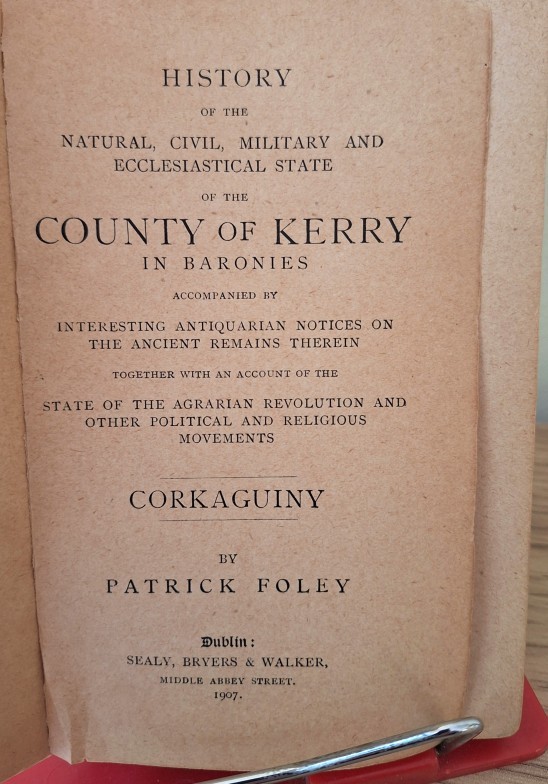 HISTORY
OF THE
NATURAL, CIVIL, MILITARY AND
ECCLESIASTICAL STATE
OF THE
COUNTY OF KERRY
IN BARONIES
ACCOMPANIED BY
INTERESTING ANTIQUARIAN NOTICES ON
THE ANCIENT REMAINS THEREIN
TOGETHER WITH AN ACCOUNT OF THE
STATE OF THE AGRARIAN REVOLUTION AND
OTHER POLITICAL AND RELIGIOUS
MOVEMENTS
CORKAGUINY
BY
PATRICK FOLEY
Dublin:
SEALY, BRYERS & WALKER,
MIDDLE ABBEY STREET.
1907.